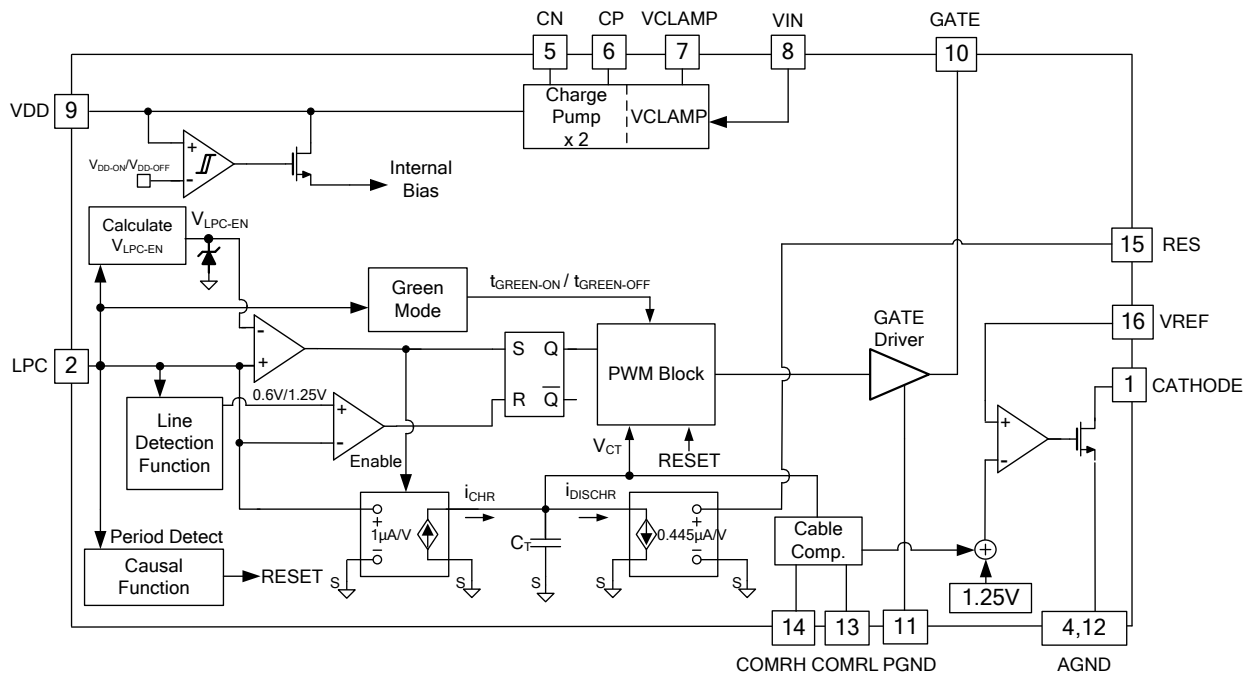 CN
CP
VCLAMP
VIN
GATE
5
6
7
8
10
VDD
9
Charge
Pump
x 2
VCLAMP
+
-
VDD-ON/VDD-OFF
Internal
Bias
Calculate
VLPC-EN
VLPC-EN
15
RES
Green
Mode
tGREEN-ON / tGREEN-OFF
GATE
Driver
16
VREF
LPC
2
-
+
S
Q
R
Q
PWM Block
1
CATHODE
0.6V/1.25V
+
-
Line
Detection
Function
Enable
VCT
RESET
+
-
iCHR
iDISCHR
+
1µA/V
-
CT
+
0.445µA/V
-
Cable
Comp.
+
Period Detect
Causal
Function
RESET
S
S
S
S
S
1.25V
14
13
11
4,12
COMRH
COMRL
PGND
AGND